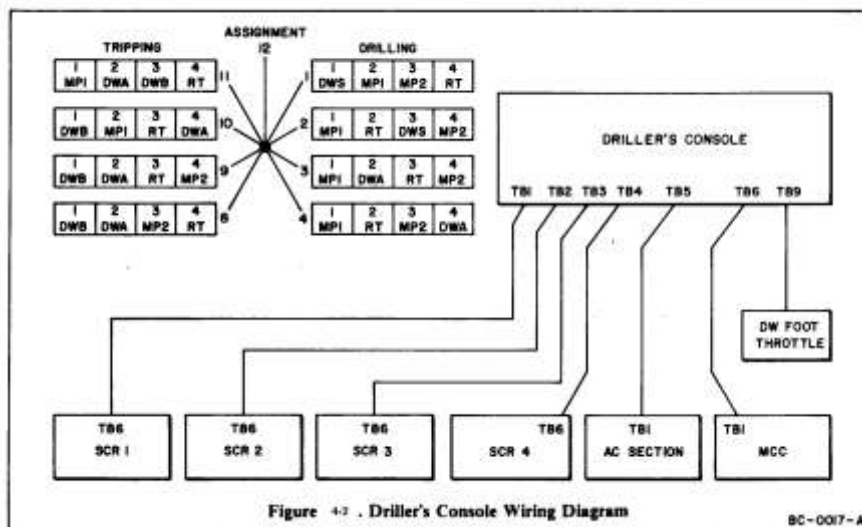 ASSIGNMENT
TRIPPING 12 DRILLING
1 2 3 4
MP1 DWA DWB RT
11
1
1 2 3 4
DWS MP1 MP2 RT
1 2 3 4
DWB MP1 RT DWA
10
2
1 2 3 4
MP1 RT DWS MP2
1 2 3 4
DWB DWA RT MP2
9
3
1 2 3 4
MP1 DWA RT MP2
1 2 3 4
DWB DWA MP2 RT
8
4
1 2 3 4
MP1 RT MP2 DWA
DRILLER'S CONSOLE
TB1 TB2 TB3 TB4 TB5 TB6 TB9
DW FOOT
THROTTLE
TB6
SCR 1
TB6
SCR 2
TB6
SCR 3
TB6
SCR 4
TB1
AC SECTION
TB1
MCC
Figure 4-2 . Driller's Console Wiring Diagram
BC-0017-A